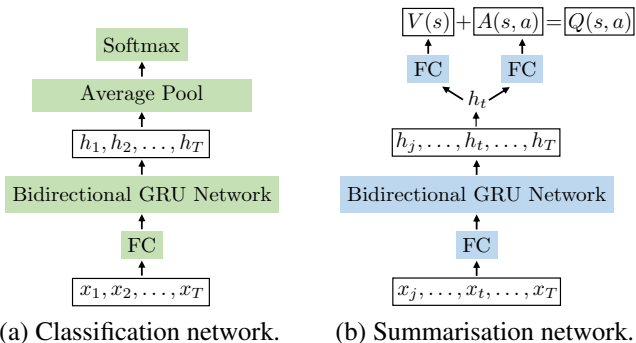 Softmax
Average Pool
h_1, h_2, ..., h_T
Bidirectional GRU Network
FC
x_1, x_2, ..., x_T
(a) Classification network.
V(s) + A(s, a) = Q(s, a)
FC FC
h_t
h_j, ..., h_t, ..., h_T
Bidirectional GRU Network
FC
x_j, ..., x_t, ..., x_T
(b) Summarisation network.